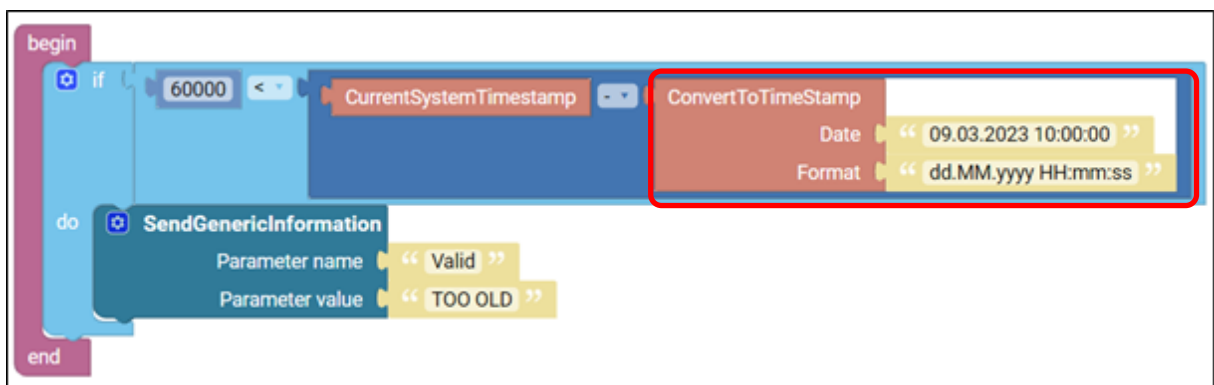 begin
if 60000 < CurrentSystemTimestamp - ConvertToTimeStamp
Date “ 09.03.2023 10:00:00 ”
Format “ dd.MM.yyyy HH:mm:ss ”
do SendGenericInformation
Parameter name “ Valid ”
Parameter value “ TOO OLD ”
end